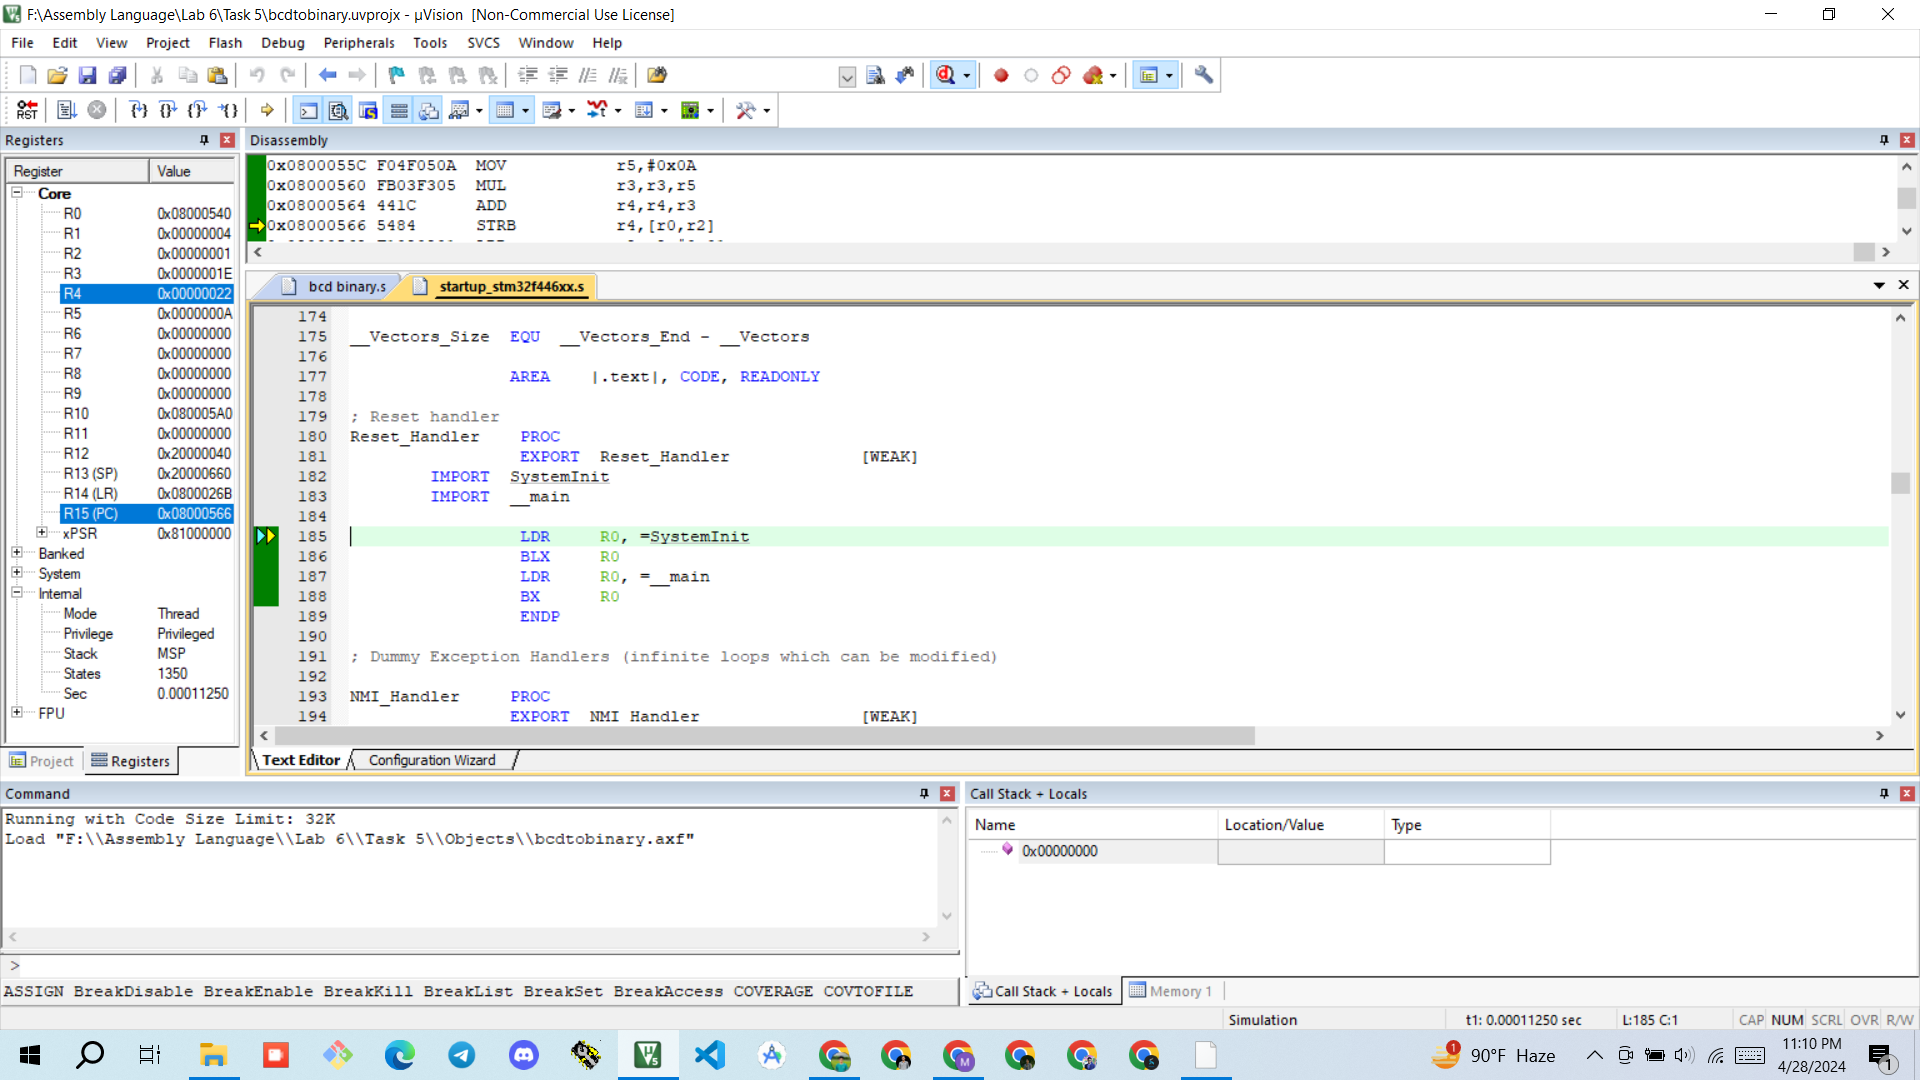 F:\Assembly Language\Lab 6\Task 5\bcdtobinary.uvprojx - µVision  [Non-Commercial Use License]
File Edit View Project Flash Debug Peripherals Tools SVCS Window Help
RST
Registers
Register Value
Core
R0 0x08000540
R1 0x00000004
R2 0x00000001
R3 0x0000001E
R4 0x00000022
R5 0x0000000A
R6 0x00000000
R7 0x00000000
R8 0x00000000
R9 0x00000000
R10 0x080005A0
R11 0x00000000
R12 0x20000040
R13 (SP) 0x20000660
R14 (LR) 0x0800026B
R15 (PC) 0x08000566
xPSR 0x81000000
Banked
System
Internal
Mode Thread
Privilege Privileged
Stack MSP
States 1350
Sec 0.00011250
FPU
Project Registers
Disassembly
0x0800055C F04F050A MOV r5,#0x0A
0x08000560 FB03F305 MUL r3,r3,r5
0x08000564 441C ADD r4,r4,r3
0x08000566 5484 STRB r4,[r0,r2]
bcd binary.s startup_stm32f446xx.s
174
175 __Vectors_Size EQU __Vectors_End - __Vectors
176
177 AREA |.text|, CODE, READONLY
178
179 ; Reset handler
180 Reset_Handler PROC
181 EXPORT Reset_Handler [WEAK]
182 IMPORT SystemInit
183 IMPORT __main
184
185 LDR R0, =SystemInit
186 BLX R0
187 LDR R0, =__main
188 BX R0
189 ENDP
190
191 ; Dummy Exception Handlers (infinite loops which can be modified)
192
193 NMI_Handler PROC
194 EXPORT NMI_Handler [WEAK]
Text Editor Configuration Wizard
Command
Running with Code Size Limit: 32K
Load "F:\\Assembly Language\\Lab 6\\Task 5\\Objects\\bcdtobinary.axf"
>
ASSIGN BreakDisable BreakEnable BreakKill BreakList BreakSet BreakAccess COVERAGE COVTOFILE
Call Stack + Locals
Name Location/Value Type
0x00000000
Call Stack + Locals Memory 1
Simulation t1: 0.00011250 sec L:185 C:1 CAP NUM SCRL OVR R/W
1 90°F Haze
11:10 PM
4/28/2024
1